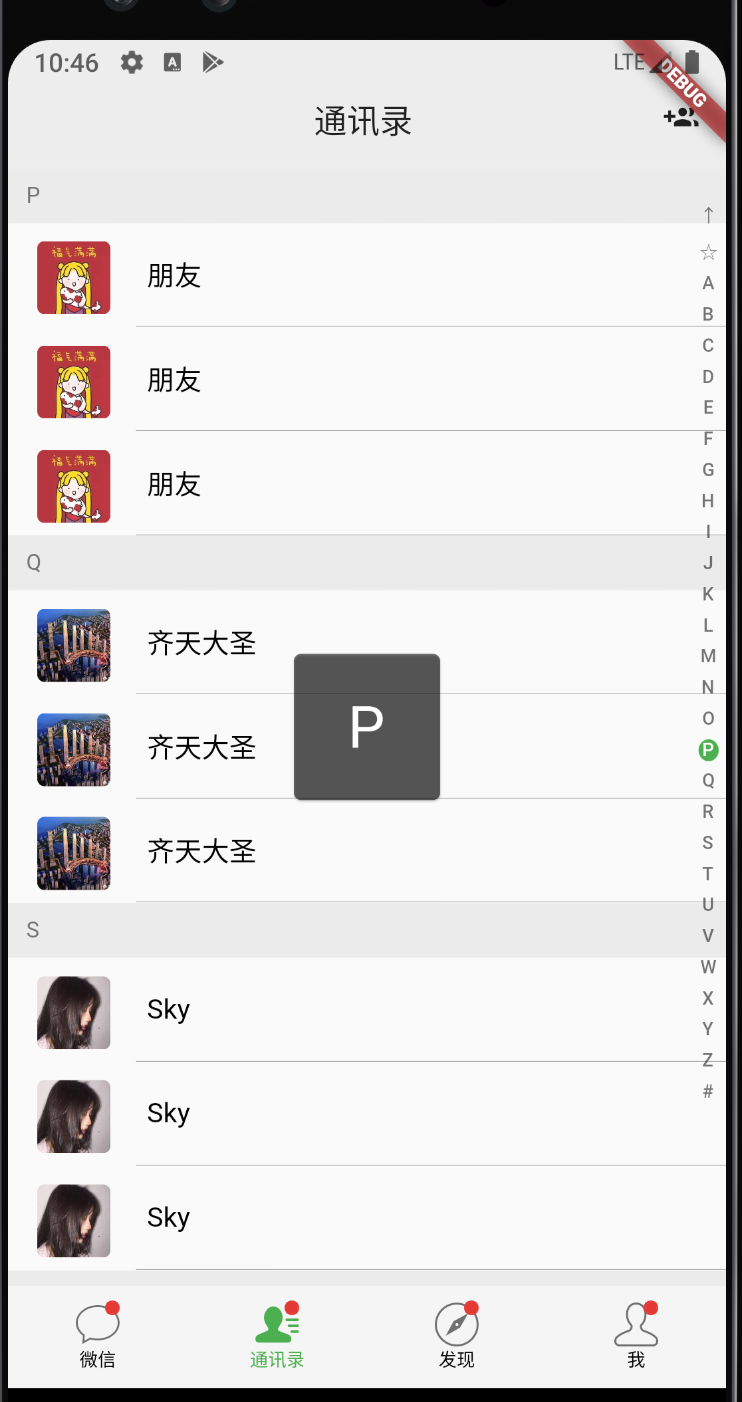 10:46
A
LTE
DEBUG
通讯录
P
福气满满
朋友
福气满满
朋友
福气满满
朋友
Q
齐天大圣
齐天大圣
齐天大圣
S
Sky
Sky
Sky
P
↑
☆
A
B
C
D
E
F
G
H
I
J
K
L
M
N
O
P
Q
R
S
T
U
V
W
X
Y
Z
#
微信
通讯录
发现
我